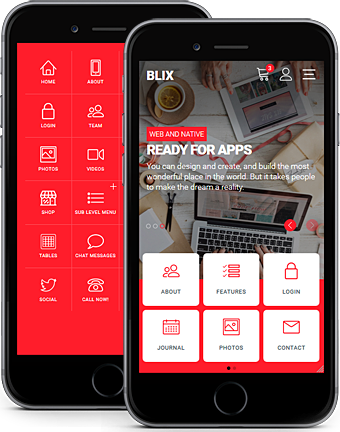 HOME
ABOUT
LOGIN
TEAM
PHOTOS
VIDEOS
SHOP
SUB LEVEL MENU
TABLES
CHAT MESSAGES
SOCIAL
CALL NOW!
BLIX
3
WEB AND NATIVE
READY FOR APPS
You can design and create, and build the most
wonderful place in the world. But it takes people
to make the dream a reality.
ABOUT
FEATURES
LOGIN
JOURNAL
PHOTOS
CONTACT